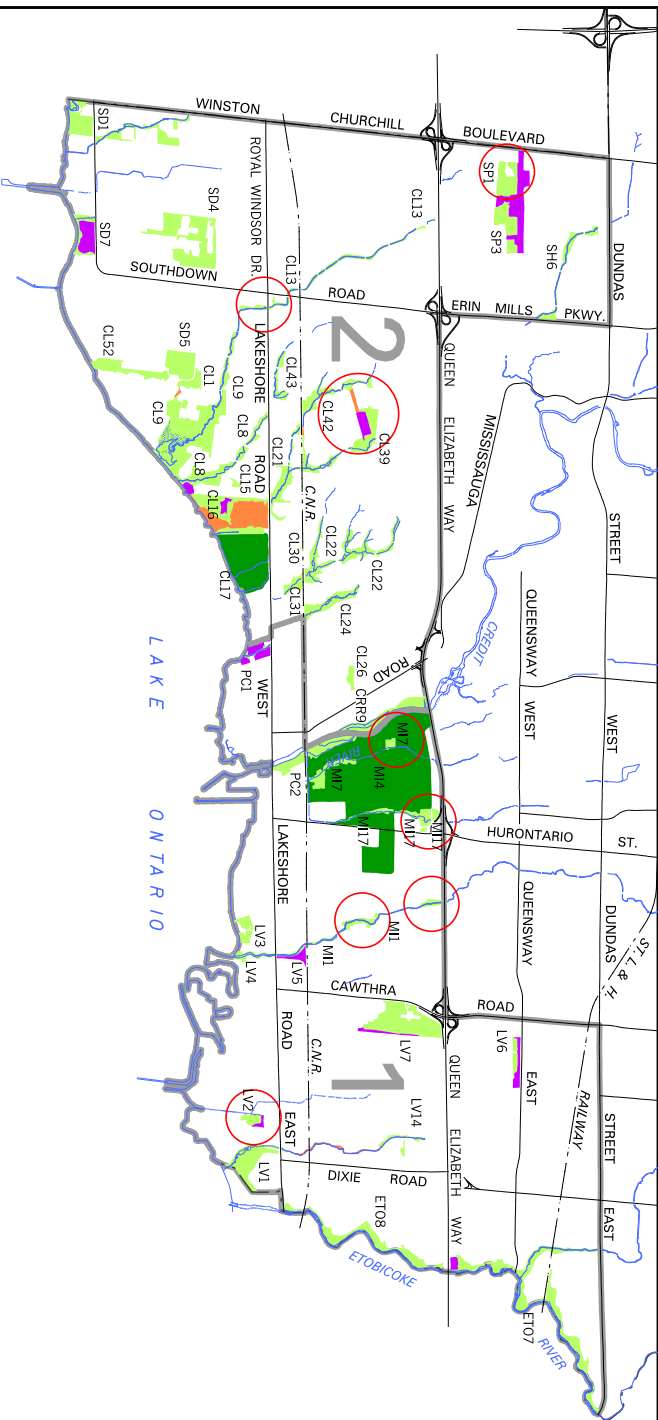 WINSTON
CHURCHILL
BOULEVARD
SD1
SP1
SP3
SH6
DUNDAS
ROYAL WINDSOR DR.
SD4
CL13
SD7
SOUTHDOWN
CL13
ROAD
ERIN MILLS PKWY.
2
QUEEN
ELIZABETH
WAY
MISSISSAUGA
ROAD
CL52
SD5
CL1
CL9
CL9
LAKESHORE
ROAD
WEST
CL43
CL42
CL39
CL8
CL8
CL21
CL15
CL16
C.N.R.
STREET
WEST
CL17
CL30
CL22
CL22
CL31
CL24
QUEENSWAY
WEST
CREDIT
RIVER
LAKE ONTARIO
PC1
CL26
CRR9
PC2
MI7
MI7
MI4
MI17
MI17
MI17
HURONTARIO ST.
LAKESHORE
ROAD
EAST
QUEENSWAY
EAST
DUNDAS
STREET
EAST
ST. L. & H.
RAILWAY
LV3
LV4
LV5
MI1
MI1
CAWTHRA
ROAD
C.N.R.
LV7
LV6
1
QUEEN
ELIZABETH
WAY
LV2
LV14
LV1
DIXIE ROAD
ETO8
ETOBICOKE
RIVER
ETO7